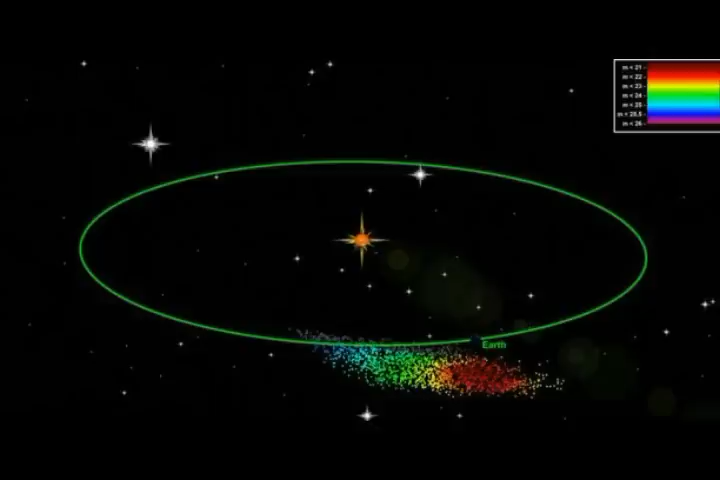 m < 21
m < 22
m < 23
m < 24
m < 25
m < 25.5
m < 26
Earth